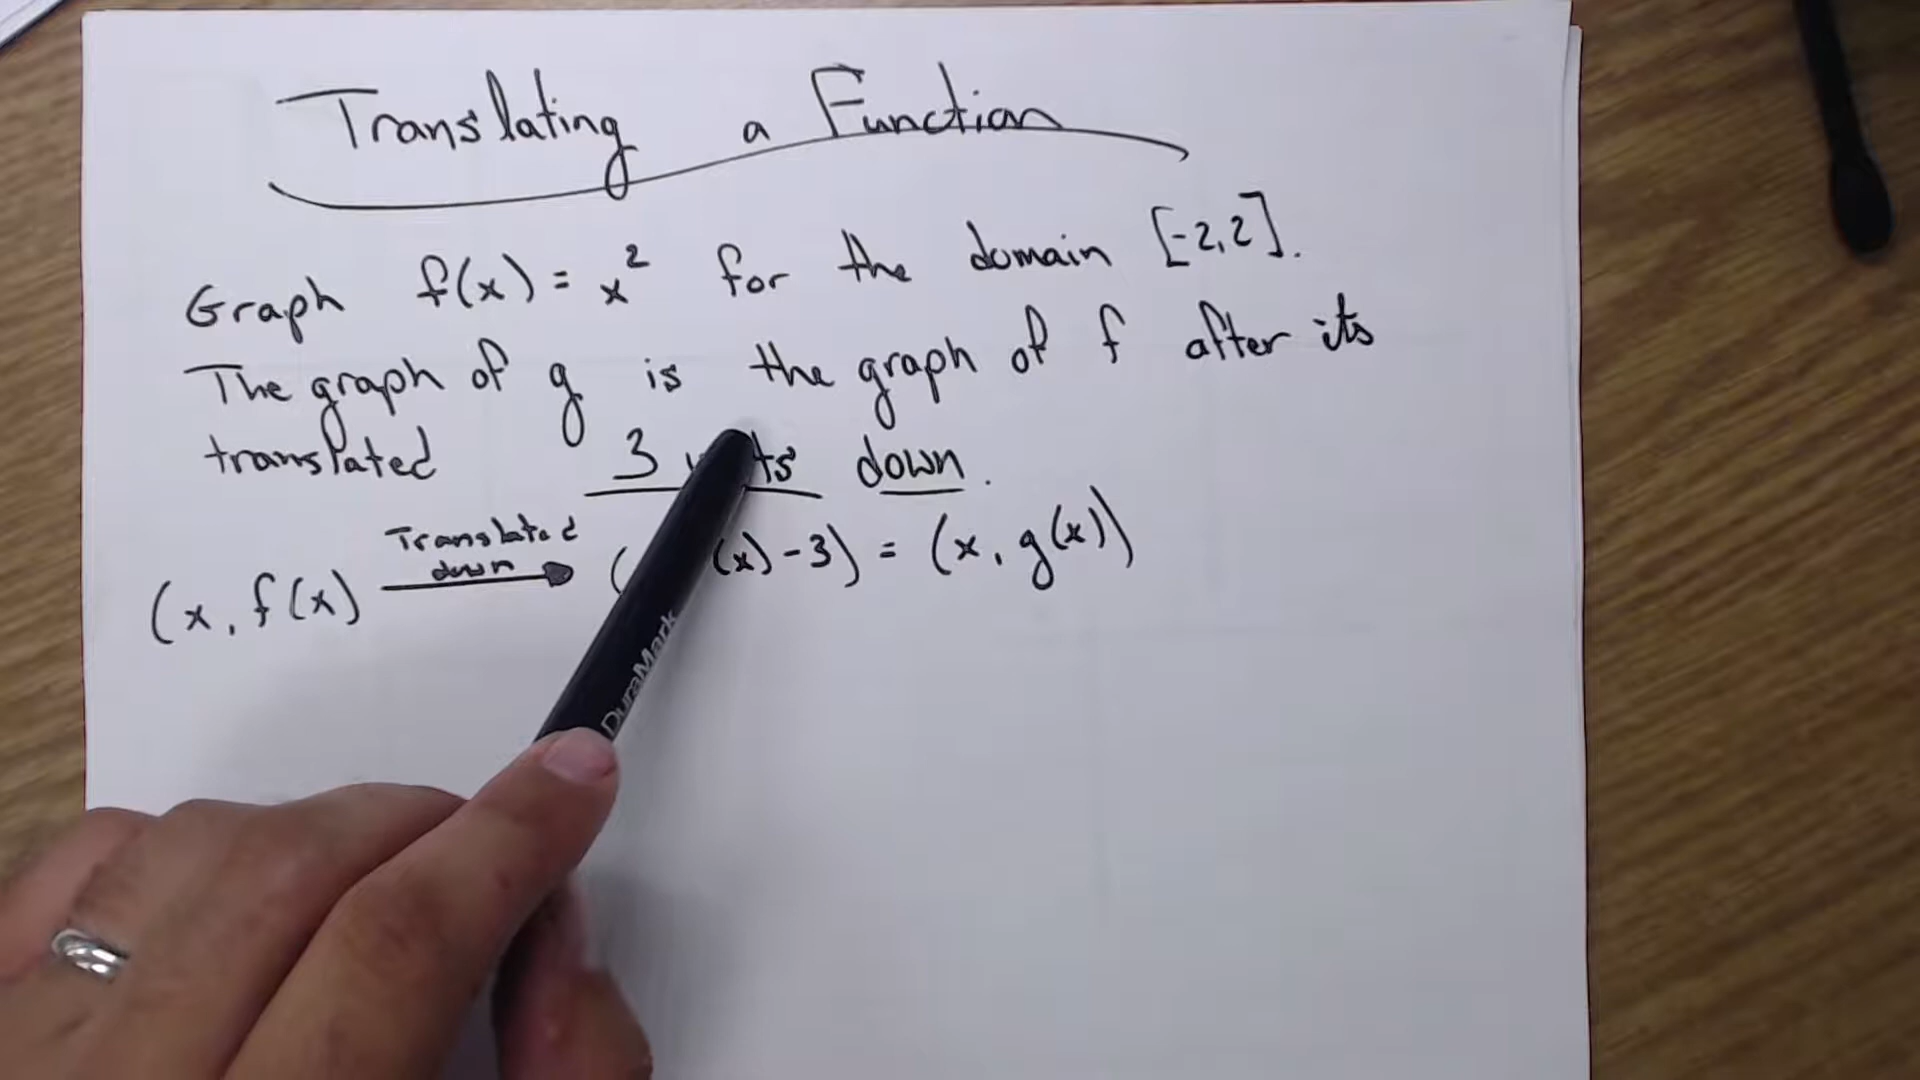 Translating a Function
Graph f(x) = x² for the domain [-2,2].
The graph of g is the graph of f after its
translated 3 down.
Translated
down
(x, f(x) → (x)-3) = (x, g(x))
DuraMark